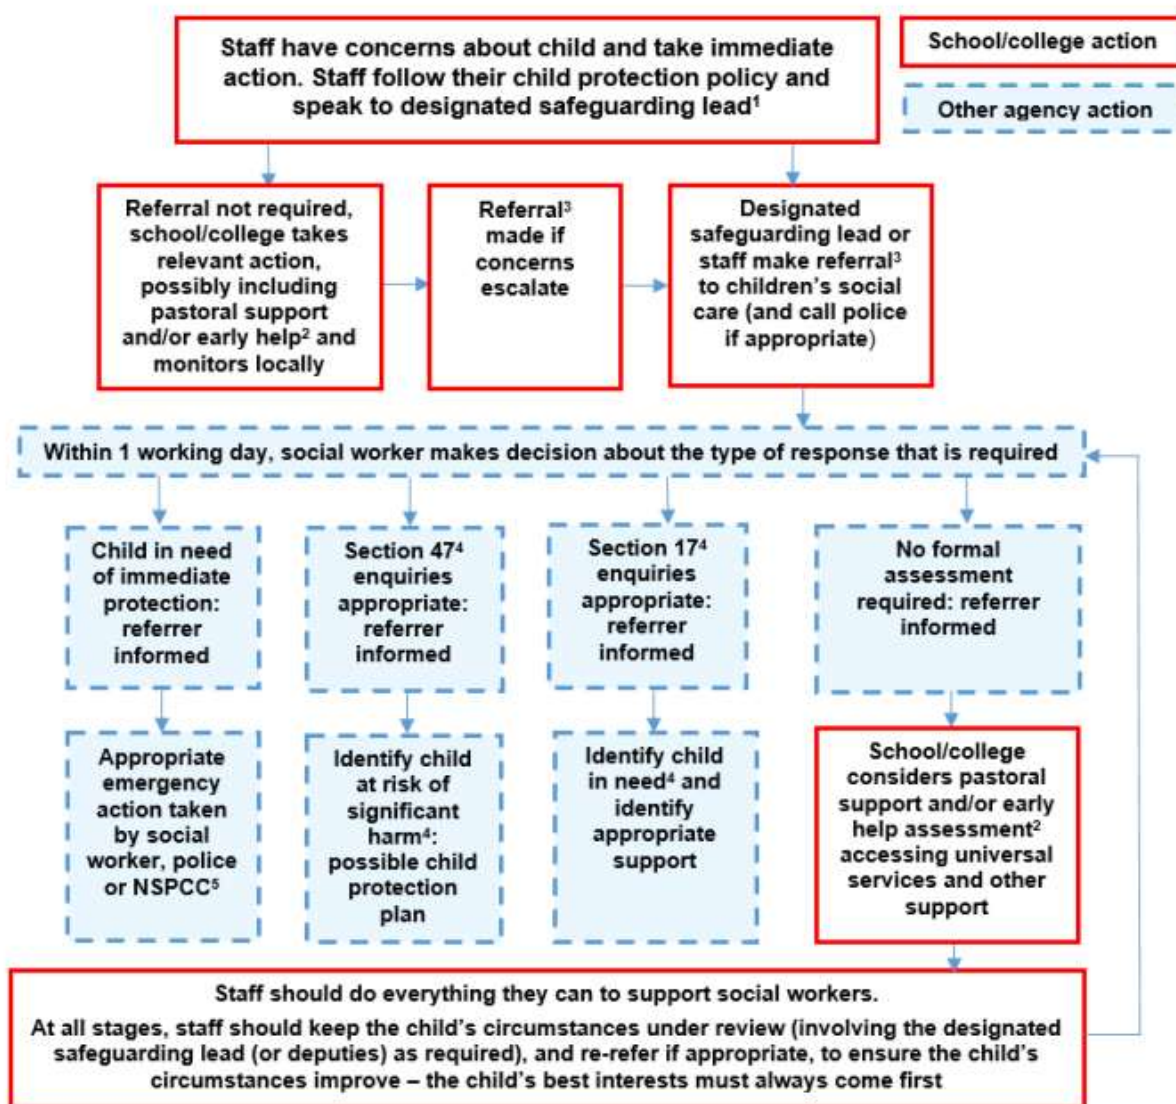 Staff have concerns about child and take immediate
action. Staff follow their child protection policy and
speak to designated safeguarding lead¹
School/college action
Other agency action
Referral not required,
school/college takes
relevant action,
possibly including
pastoral support
and/or early help² and
monitors locally
Referral³
made if
concerns
escalate
Designated
safeguarding lead or
staff make referral³
to children's social
care (and call police
if appropriate)
Within 1 working day, social worker makes decision about the type of response that is required
Child in need
of immediate
protection:
referrer
informed
Section 47⁴
enquiries
appropriate:
referrer
informed
Section 17⁴
enquiries
appropriate:
referrer
informed
No formal
assessment
required: referrer
informed
Appropriate
emergency
action taken
by social
worker, police
or NSPCC⁵
Identify child
at risk of
significant
harm⁴:
possible child
protection
plan
Identify child
in need⁴ and
identify
appropriate
support
School/college
considers pastoral
support and/or early
help assessment²
accessing universal
services and other
support
Staff should do everything they can to support social workers.
At all stages, staff should keep the child's circumstances under review (involving the designated
safeguarding lead (or deputies) as required), and re-refer if appropriate, to ensure the child's
circumstances improve – the child's best interests must always come first